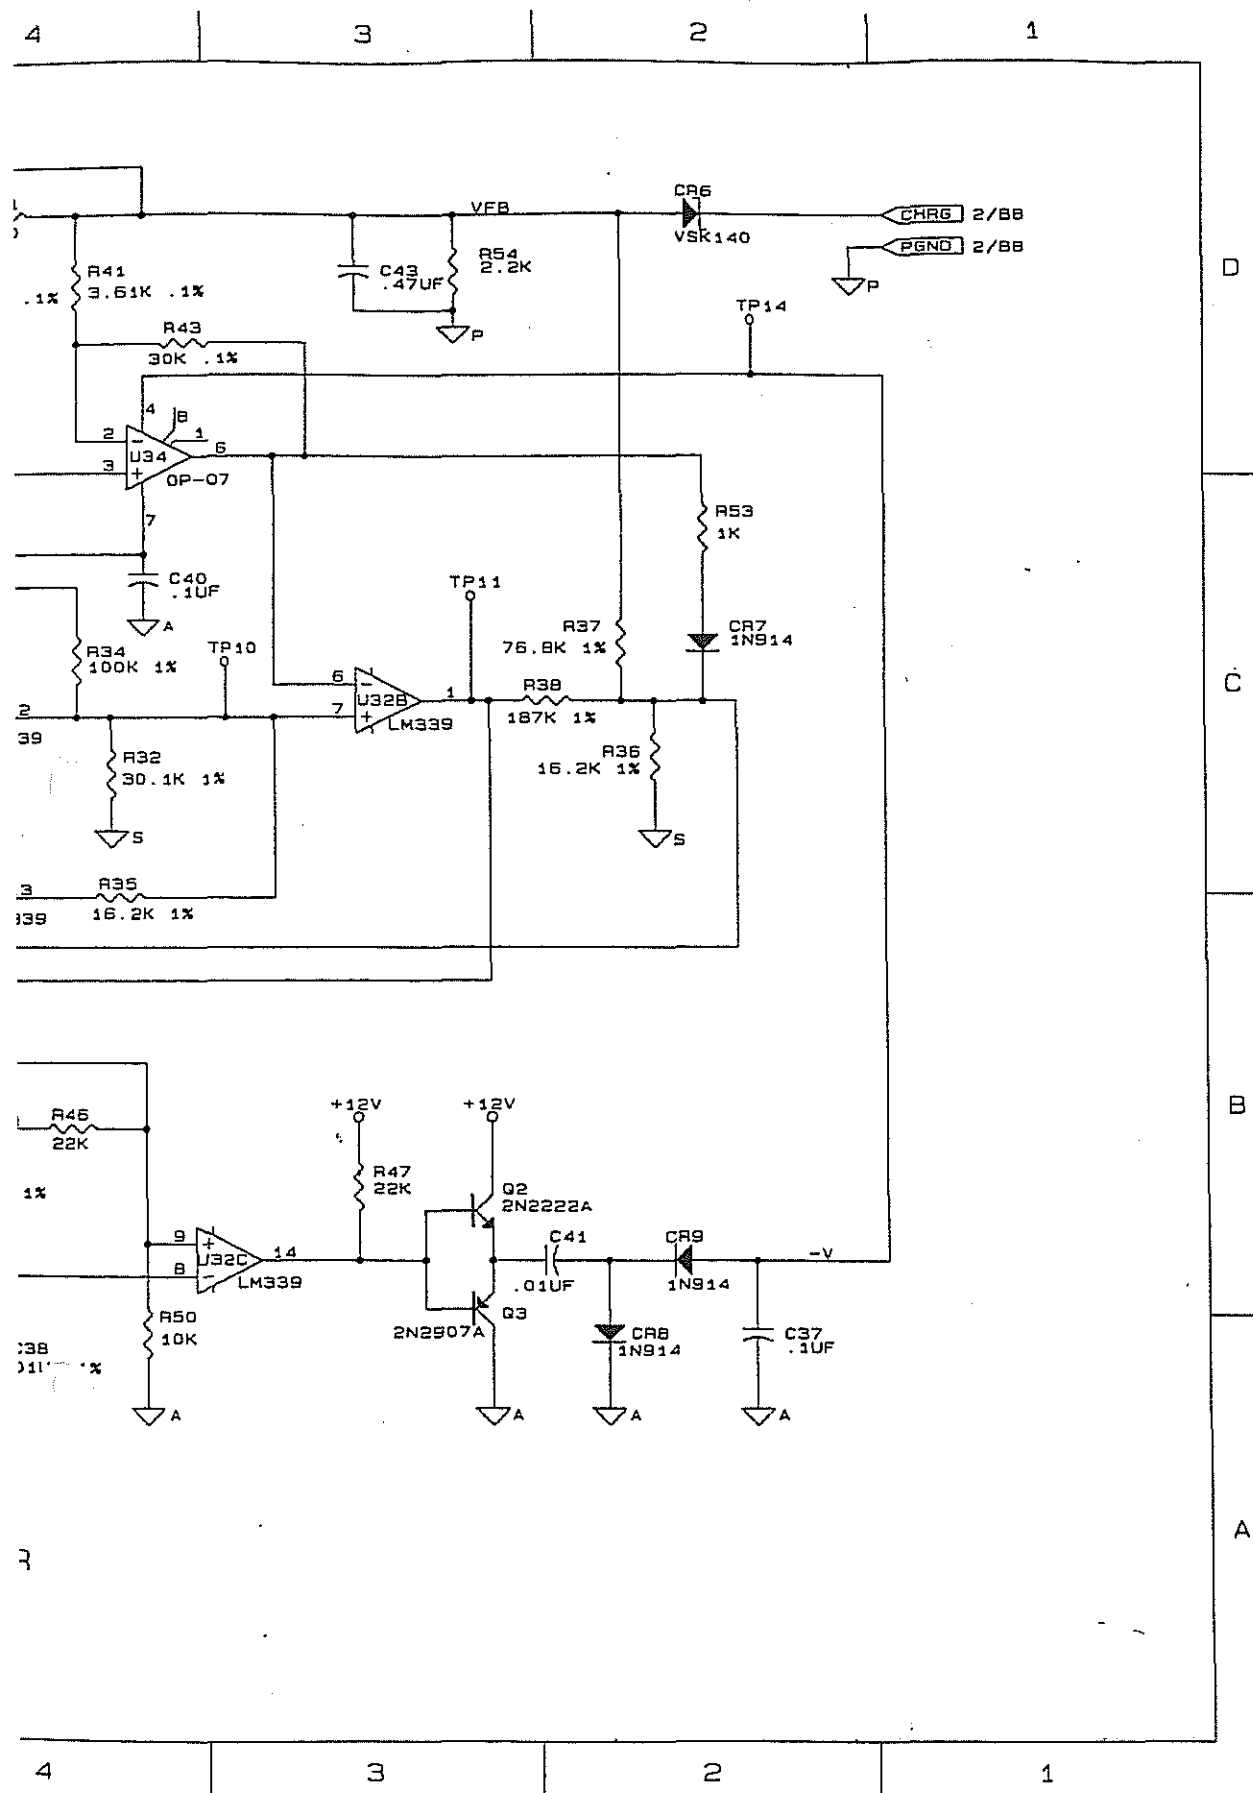 4 3 2 1
CR6
VSK140
VFB
CHRG 2/BB
PGND 2/BB
P
D
R41
3.61K .1%
.1%
C43
.47UF
R54
2.2K
P
TP14
R43
30K .1%
4
B
1
2
-
U34
6
3
+
OP-07
7
R53
1K
C40
.1UF
A
TP11
R34
100K 1%
TP10
R37
76.8K 1%
CR7
1N914
C
6
-
U32B
1
7
+
LM339
R38
187K 1%
2
39
R32
30.1K 1%
S
R36
16.2K 1%
S
3
339
R35
16.2K 1%
+12V
+12V
B
R46
22K
R47
22K
1%
Q2
2N2222A
9
+
U32C
14
8
-
LM339
C41
.01UF
CR9
1N914
-V
Q3
2N2907A
R50
10K
C38
1%
CR8
1N914
C37
.1UF
A
A
A
A
A
R
4 3 2 1